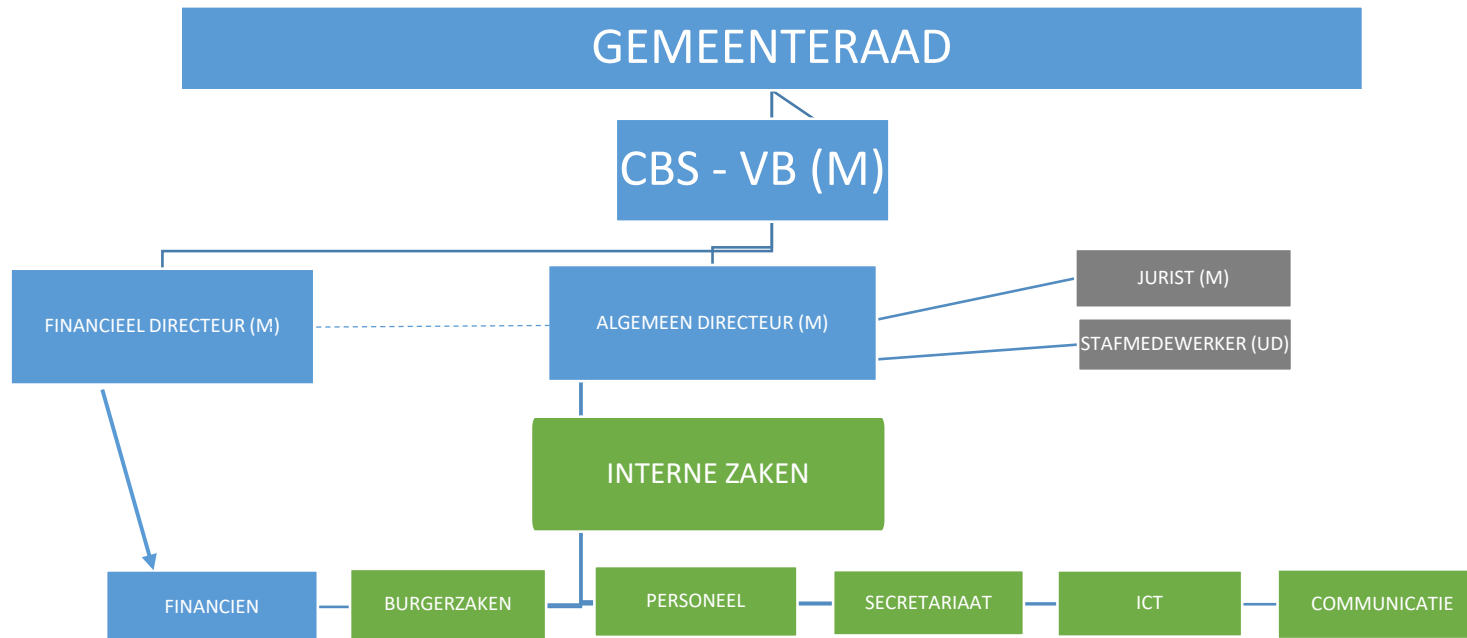 GEMEENTERAAD
CBS - VB (M)
FINANCIEEL DIRECTEUR (M)
ALGEMEEN DIRECTEUR (M)
JURIST (M)
STAFMEDEWERKER (UD)
INTERNE ZAKEN
FINANCIEN
BURGERZAKEN
PERSONEEL
SECRETARIAAT
ICT
COMMUNICATIE